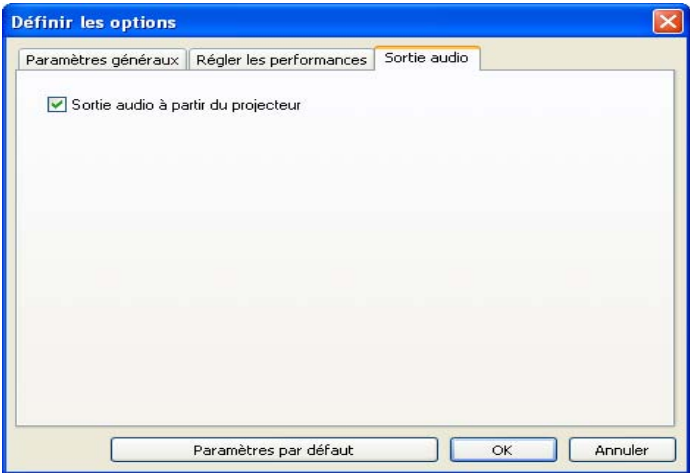 Définir les options
Paramètres généraux Régler les performances Sortie audio
Sortie audio à partir du projecteur
Paramètres par défaut OK Annuler